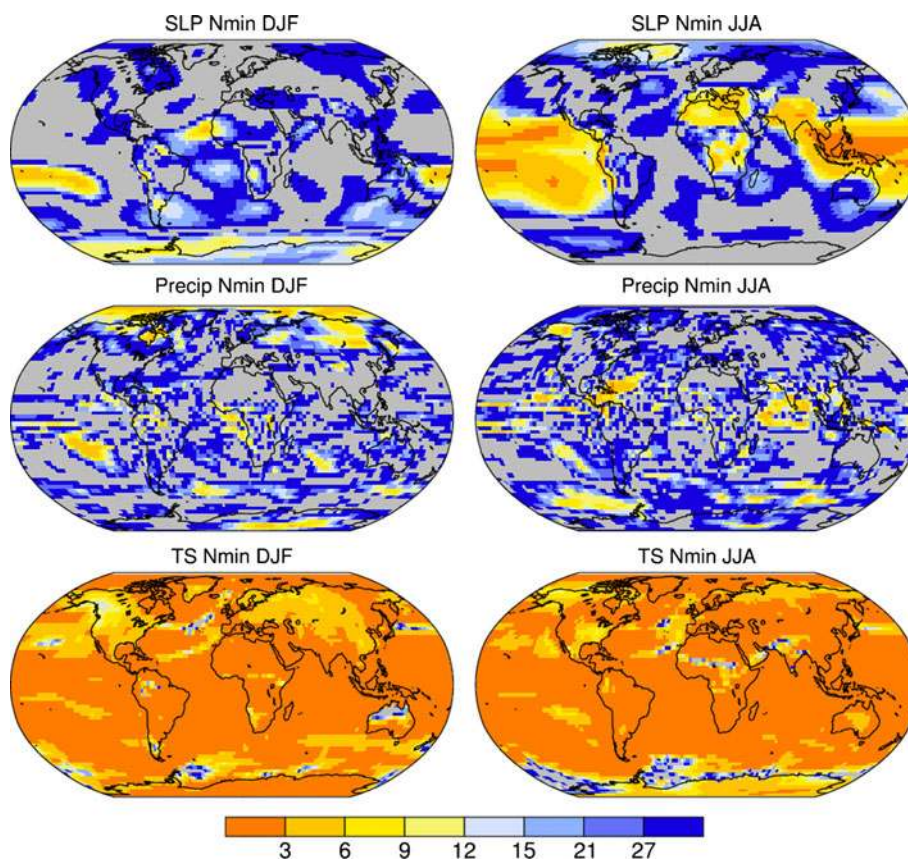 SLP Nmin DJF
SLP Nmin JJA
Precip Nmin DJF
Precip Nmin JJA
TS Nmin DJF
TS Nmin JJA
3 6 9 12 15 21 27